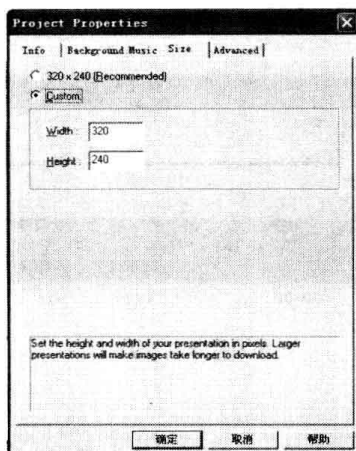 Project Properties
Info Background Music Size Advanced
320 x 240 (Recommended)
Custom:
Width: 320
Height: 240
Set the height and width of your presentation in pixels. Larger
presentations will make images take longer to download.
确定 取消 帮助